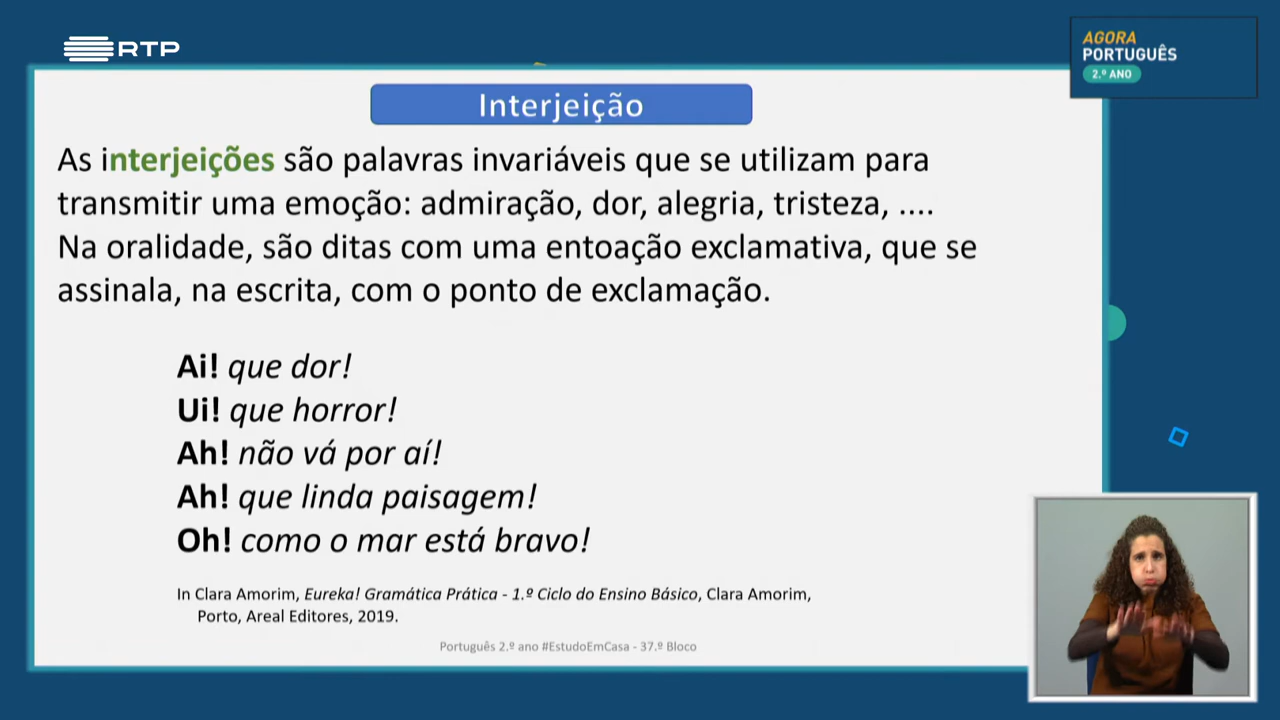 RTP
AGORA
PORTUGUÊS
2.º ANO
Interjeição
As interjeições são palavras invariáveis que se utilizam para
transmitir uma emoção: admiração, dor, alegria, tristeza, ....
Na oralidade, são ditas com uma entoação exclamativa, que se
assinala, na escrita, com o ponto de exclamação.
Ai! que dor!
Ui! que horror!
Ah! não vá por aí!
Ah! que linda paisagem!
Oh! como o mar está bravo!
In Clara Amorim, Eureka! Gramática Prática - 1.º Ciclo do Ensino Básico, Clara Amorim,
Porto, Areal Editores, 2019.
Português 2.º ano #EstudoEmCasa - 37.º Bloco